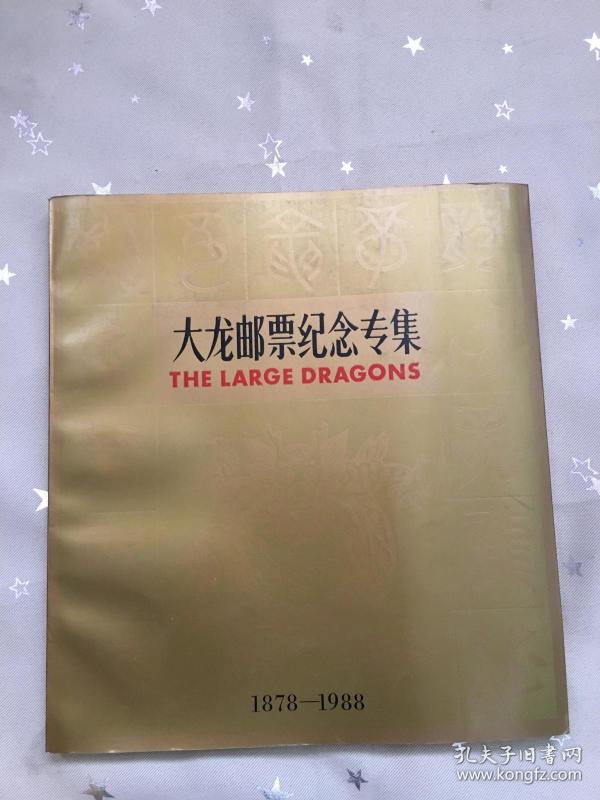 大龙邮票纪念专集
THE LARGE DRAGONS
1878—1988
孔夫子旧书网
www.kongfz.com